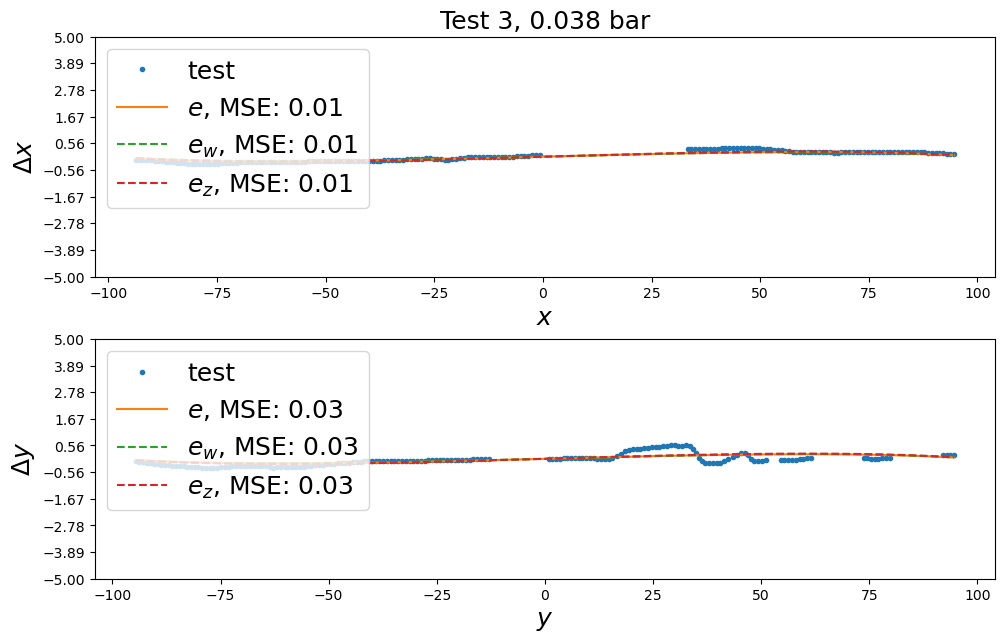 Test 3, 0.038 bar
5.00
3.89
2.78
1.67
0.56
−0.56
−1.67
−2.78
−3.89
−5.00
Δx
test
e, MSE: 0.01
e_w, MSE: 0.01
e_z, MSE: 0.01
−100 −75 −50 −25 0 25 50 75 100
x
5.00
3.89
2.78
1.67
0.56
−0.56
−1.67
−2.78
−3.89
−5.00
Δy
test
e, MSE: 0.03
e_w, MSE: 0.03
e_z, MSE: 0.03
−100 −75 −50 −25 0 25 50 75 100
y